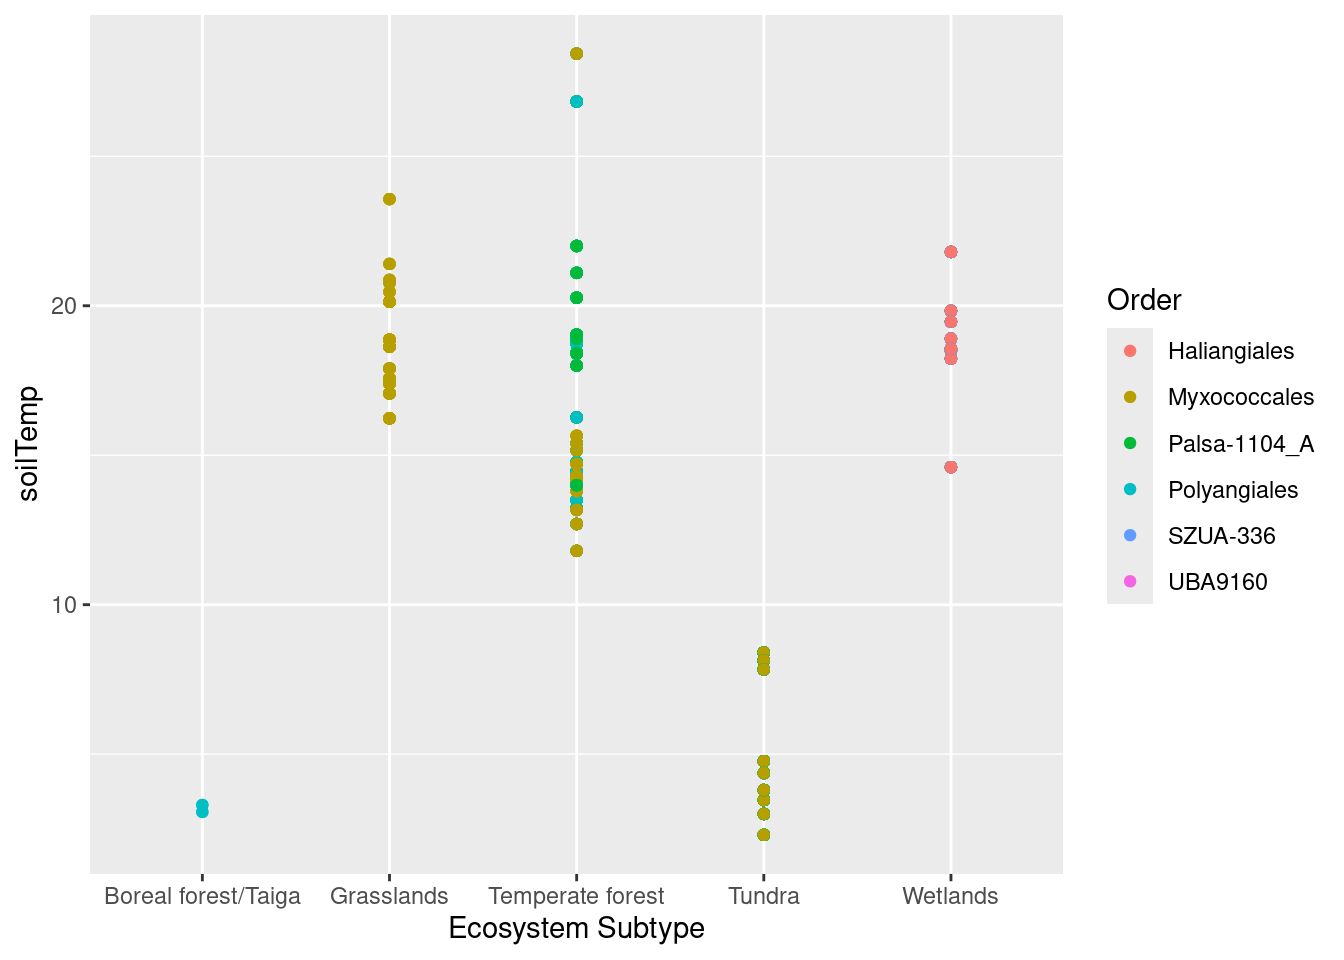 20
10
soilTemp
Boreal forest/Taiga
Grasslands
Temperate forest
Tundra
Wetlands
Ecosystem Subtype
Order
Haliangiales
Myxococcales
Palsa-1104_A
Polyangiales
SZUA-336
UBA9160